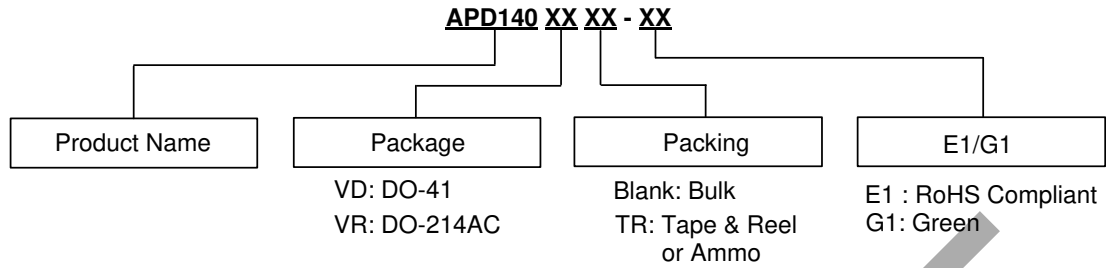 APD140 XX XX - XX
Product Name
Package
Packing
E1/G1
VD: DO-41
VR: DO-214AC
Blank: Bulk
TR: Tape & Reel
or Ammo
E1 : RoHS Compliant
G1: Green